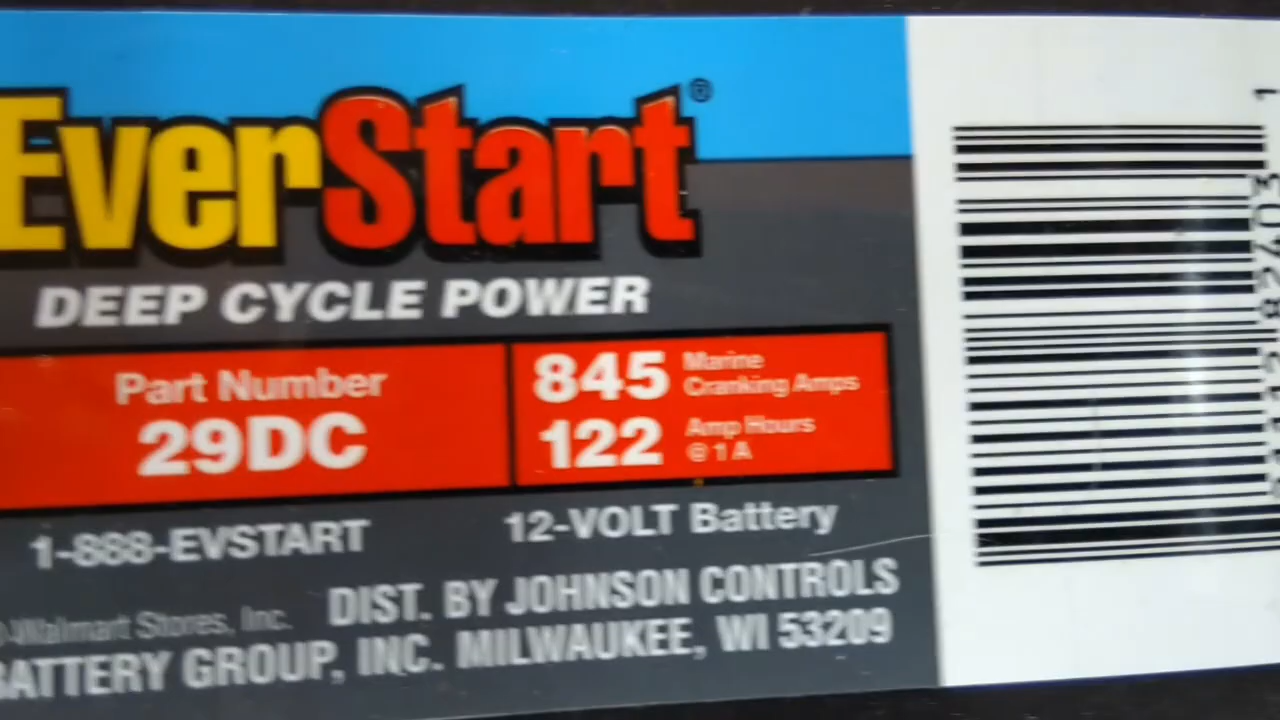 EverStart®
DEEP CYCLE POWER
Part Number
29DC
845 Marine Cranking Amps
122 Amp Hours @ 1 A
1-888-EVSTART
12-VOLT Battery
Walmart Stores, Inc. DIST. BY JOHNSON CONTROLS
BATTERY GROUP, INC. MILWAUKEE, WI 53209
1